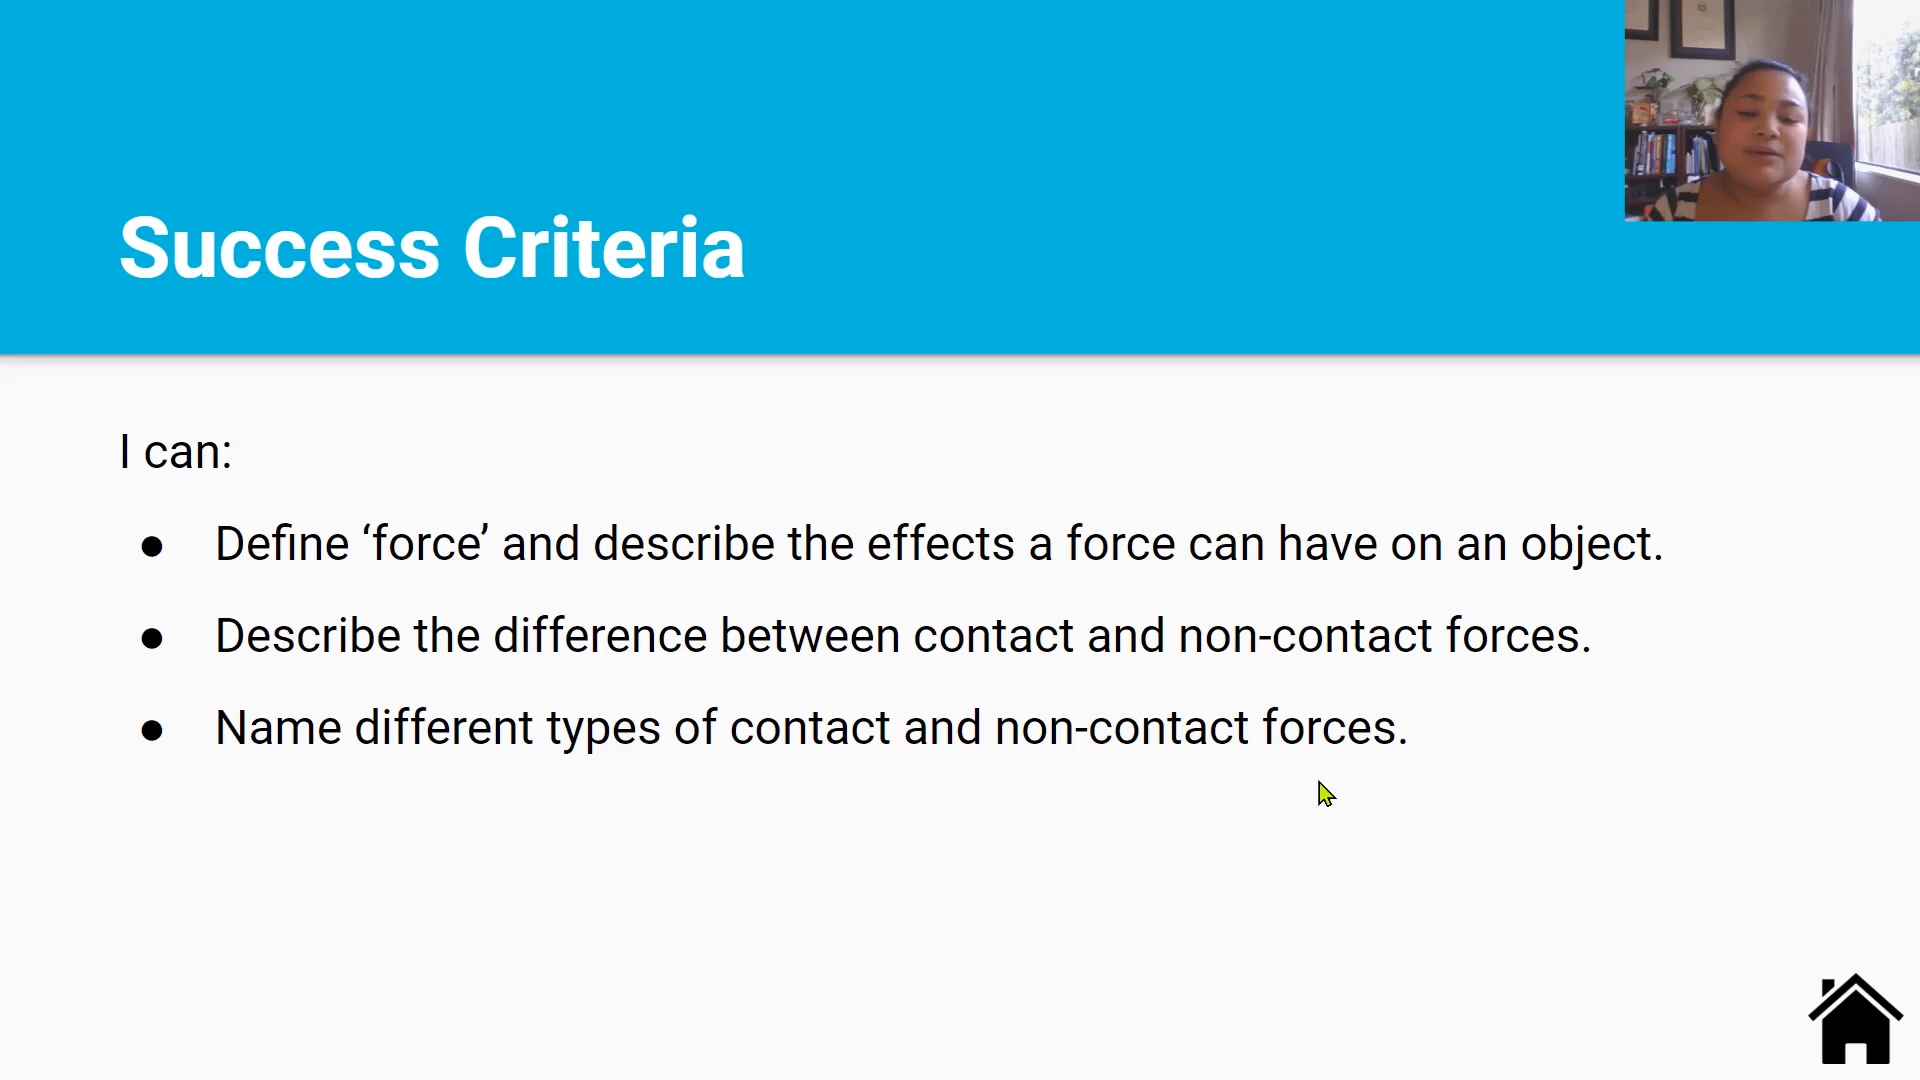 Success Criteria
I can:
● Define ‘force’ and describe the effects a force can have on an object.
● Describe the difference between contact and non-contact forces.
● Name different types of contact and non-contact forces.